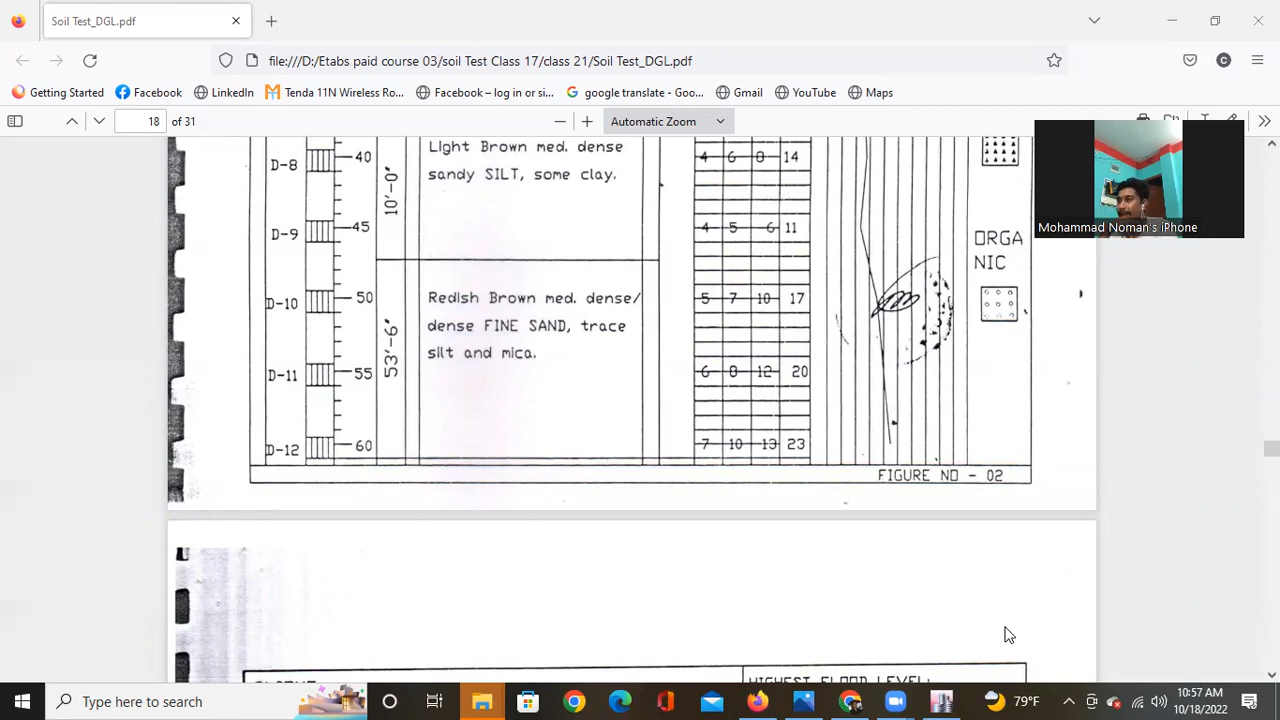 Soil Test_DGL.pdf
file:///D:/Etabs paid course 03/soil Test Class 17/class 21/Soil Test_DGL.pdf
Getting Started Facebook LinkedIn Tenda 11N Wireless Ro... Facebook – log in or si... google translate - Goo... Gmail YouTube Maps
18 of 31 Automatic Zoom
Mohammad Noman's iPhone
D-8 40 10'-0" Light Brown med. dense 4 6 8 14
sandy SILT, some clay.
D-9 45 4 5 6 11
ORGA
NIC
D-10 50 Redish Brown med. dense/ 5 7 10 17
53'-6" dense FINE SAND, trace
silt and mica.
D-11 55 6 8 12 20
D-12 60 7 10 13 23
FIGURE NO - 02
HIGHEST FLOOD LEVEL:
Type here to search
79°F
10:57 AM
10/18/2022